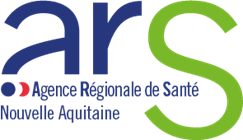 ars
Agence Régionale de Santé
Nouvelle Aquitaine